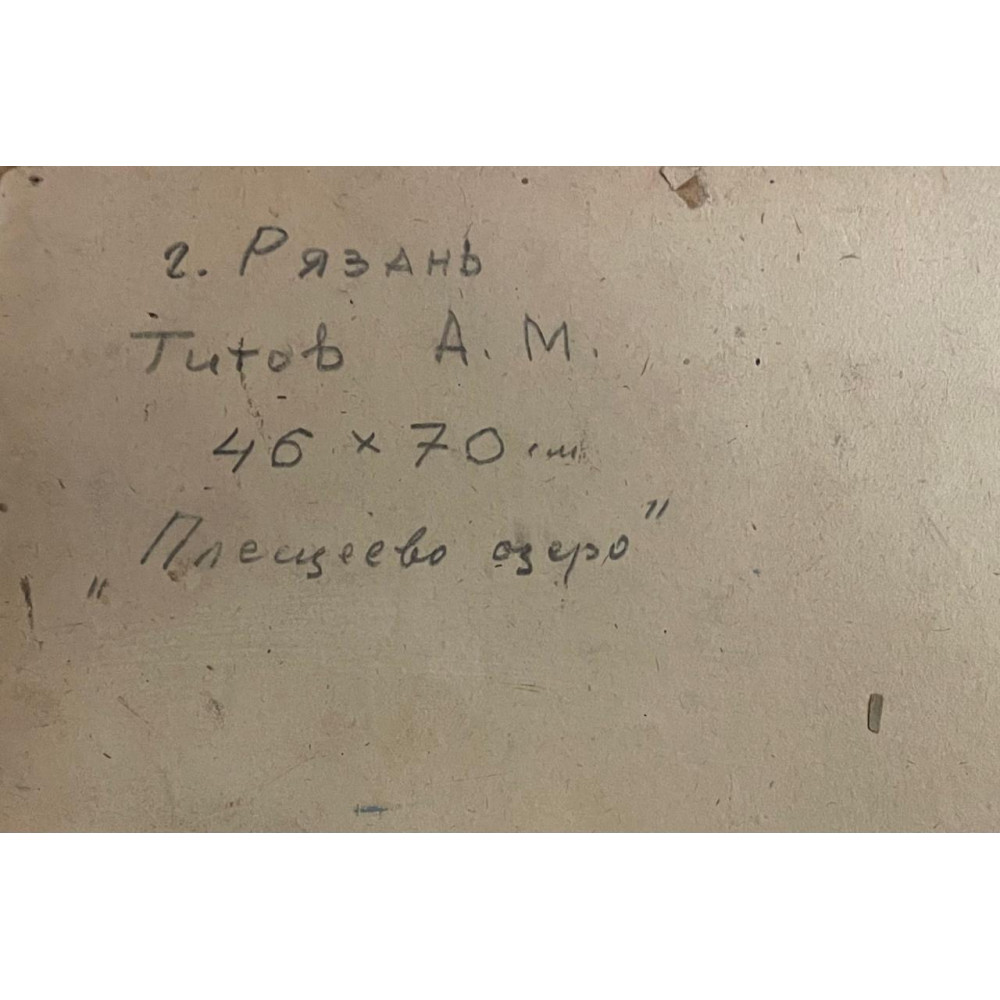 г. Рязань
Титов А. М.
46 х 70 см
„Плещеево озеро"